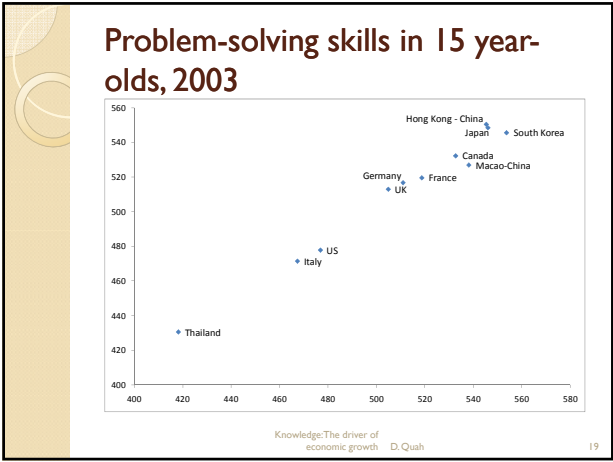 Problem-solving skills in 15 year-
olds, 2003
560
540
520
500
480
460
440
420
400
Hong Kong - China
Japan
South Korea
Canada
Macao-China
Germany
France
UK
US
Italy
Thailand
400 420 440 460 480 500 520 540 560 580
Knowledge:The driver of
economic growth D. Quah 19